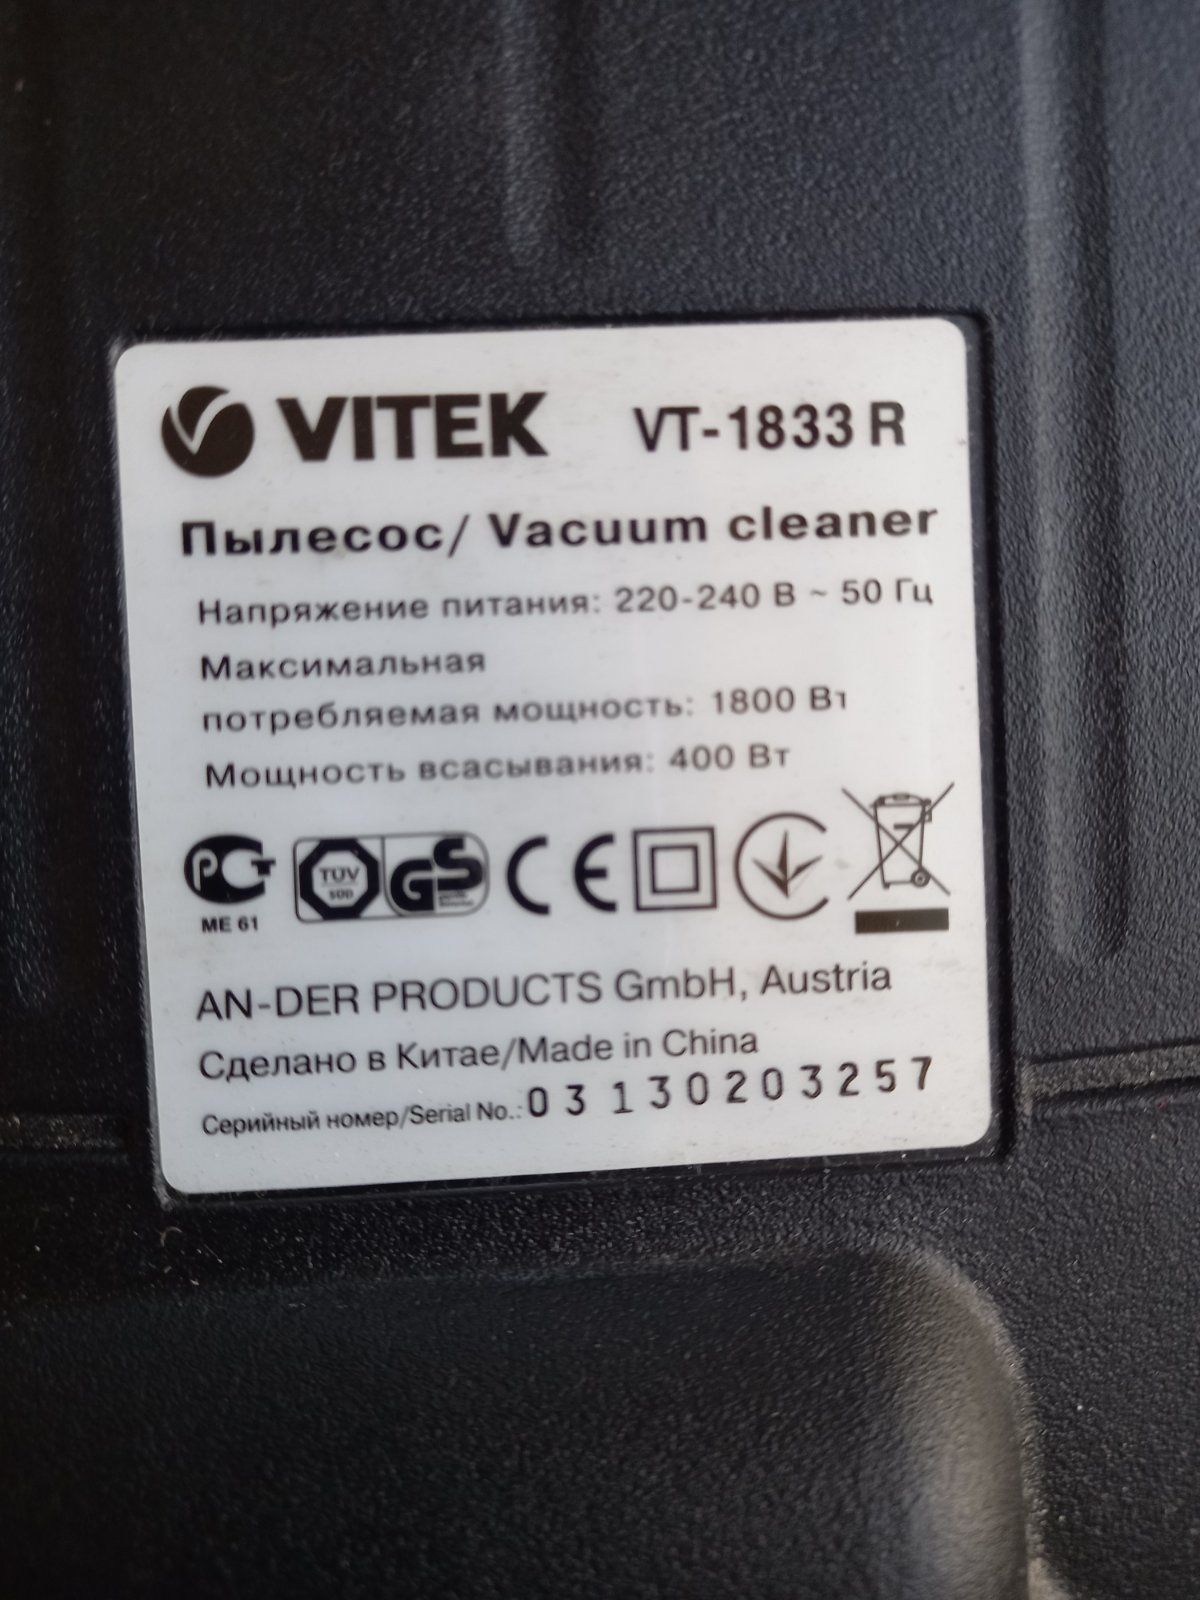 VITEK VT-1833 R
Пылесос/ Vacuum cleaner
Напряжение питания: 220-240 В ~ 50 Гц
Максимальная
потребляемая мощность: 1800 Вт
Мощность всасывания: 400 Вт
РСТ TÜV SÜD GS CE
ME 61
AN-DER PRODUCTS GmbH, Austria
Сделано в Китае/Made in China
Серийный номер/Serial No.: 03130203257